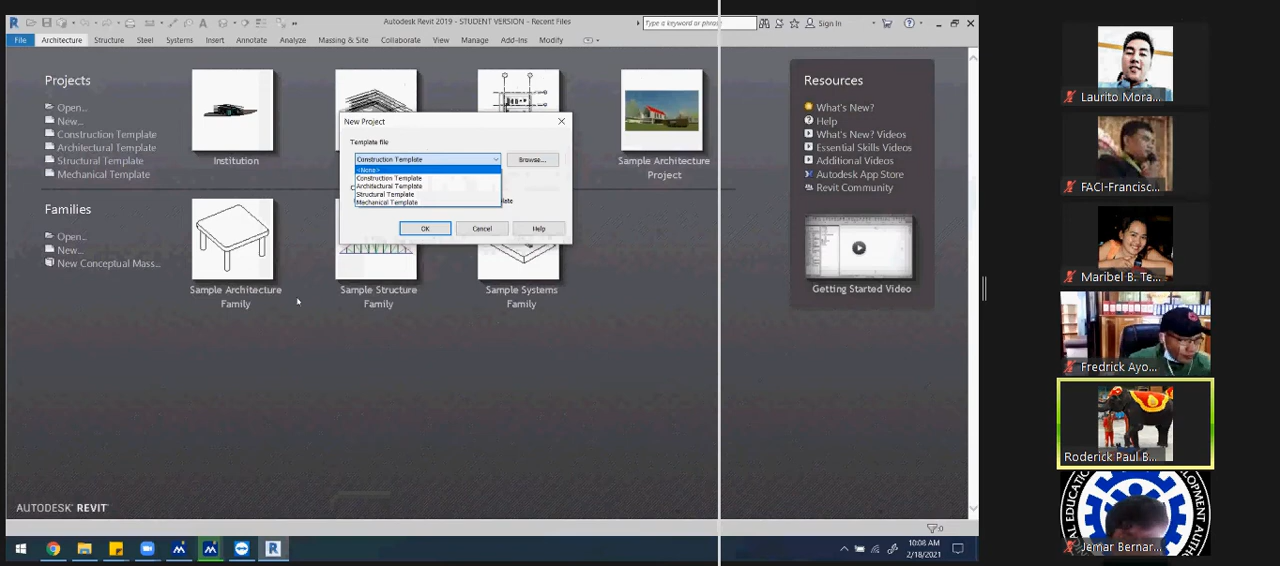 Autodesk Revit 2019 - STUDENT VERSION - Recent Files
Type a keyword or phrase
Sign In
File Architecture Structure Steel Systems Insert Annotate Analyze Massing & Site Collaborate View Manage Add-Ins Modify
Projects
Open...
New...
Construction Template
Architectural Template
Structural Template
Mechanical Template
Institution
Sample Architecture
Project
New Project
Template file
Construction Template
Browse...
<None>
Construction Template
Architectural Template
Structural Template
Mechanical Template
OK Cancel Help
Families
Open...
New...
New Conceptual Mass...
Sample Architecture
Family
Sample Structure
Family
Sample Systems
Family
Resources
What's New?
Help
What's New? Videos
Essential Skills Videos
Additional Videos
Autodesk App Store
Revit Community
Getting Started Video
AUTODESK REVIT
:0
10:08 AM
2/18/2021
Laurito Mora...
FACI-Francisc...
Maribel B. Te...
Fredrick Ayo...
Roderick Paul B...
Jemar Bernar...